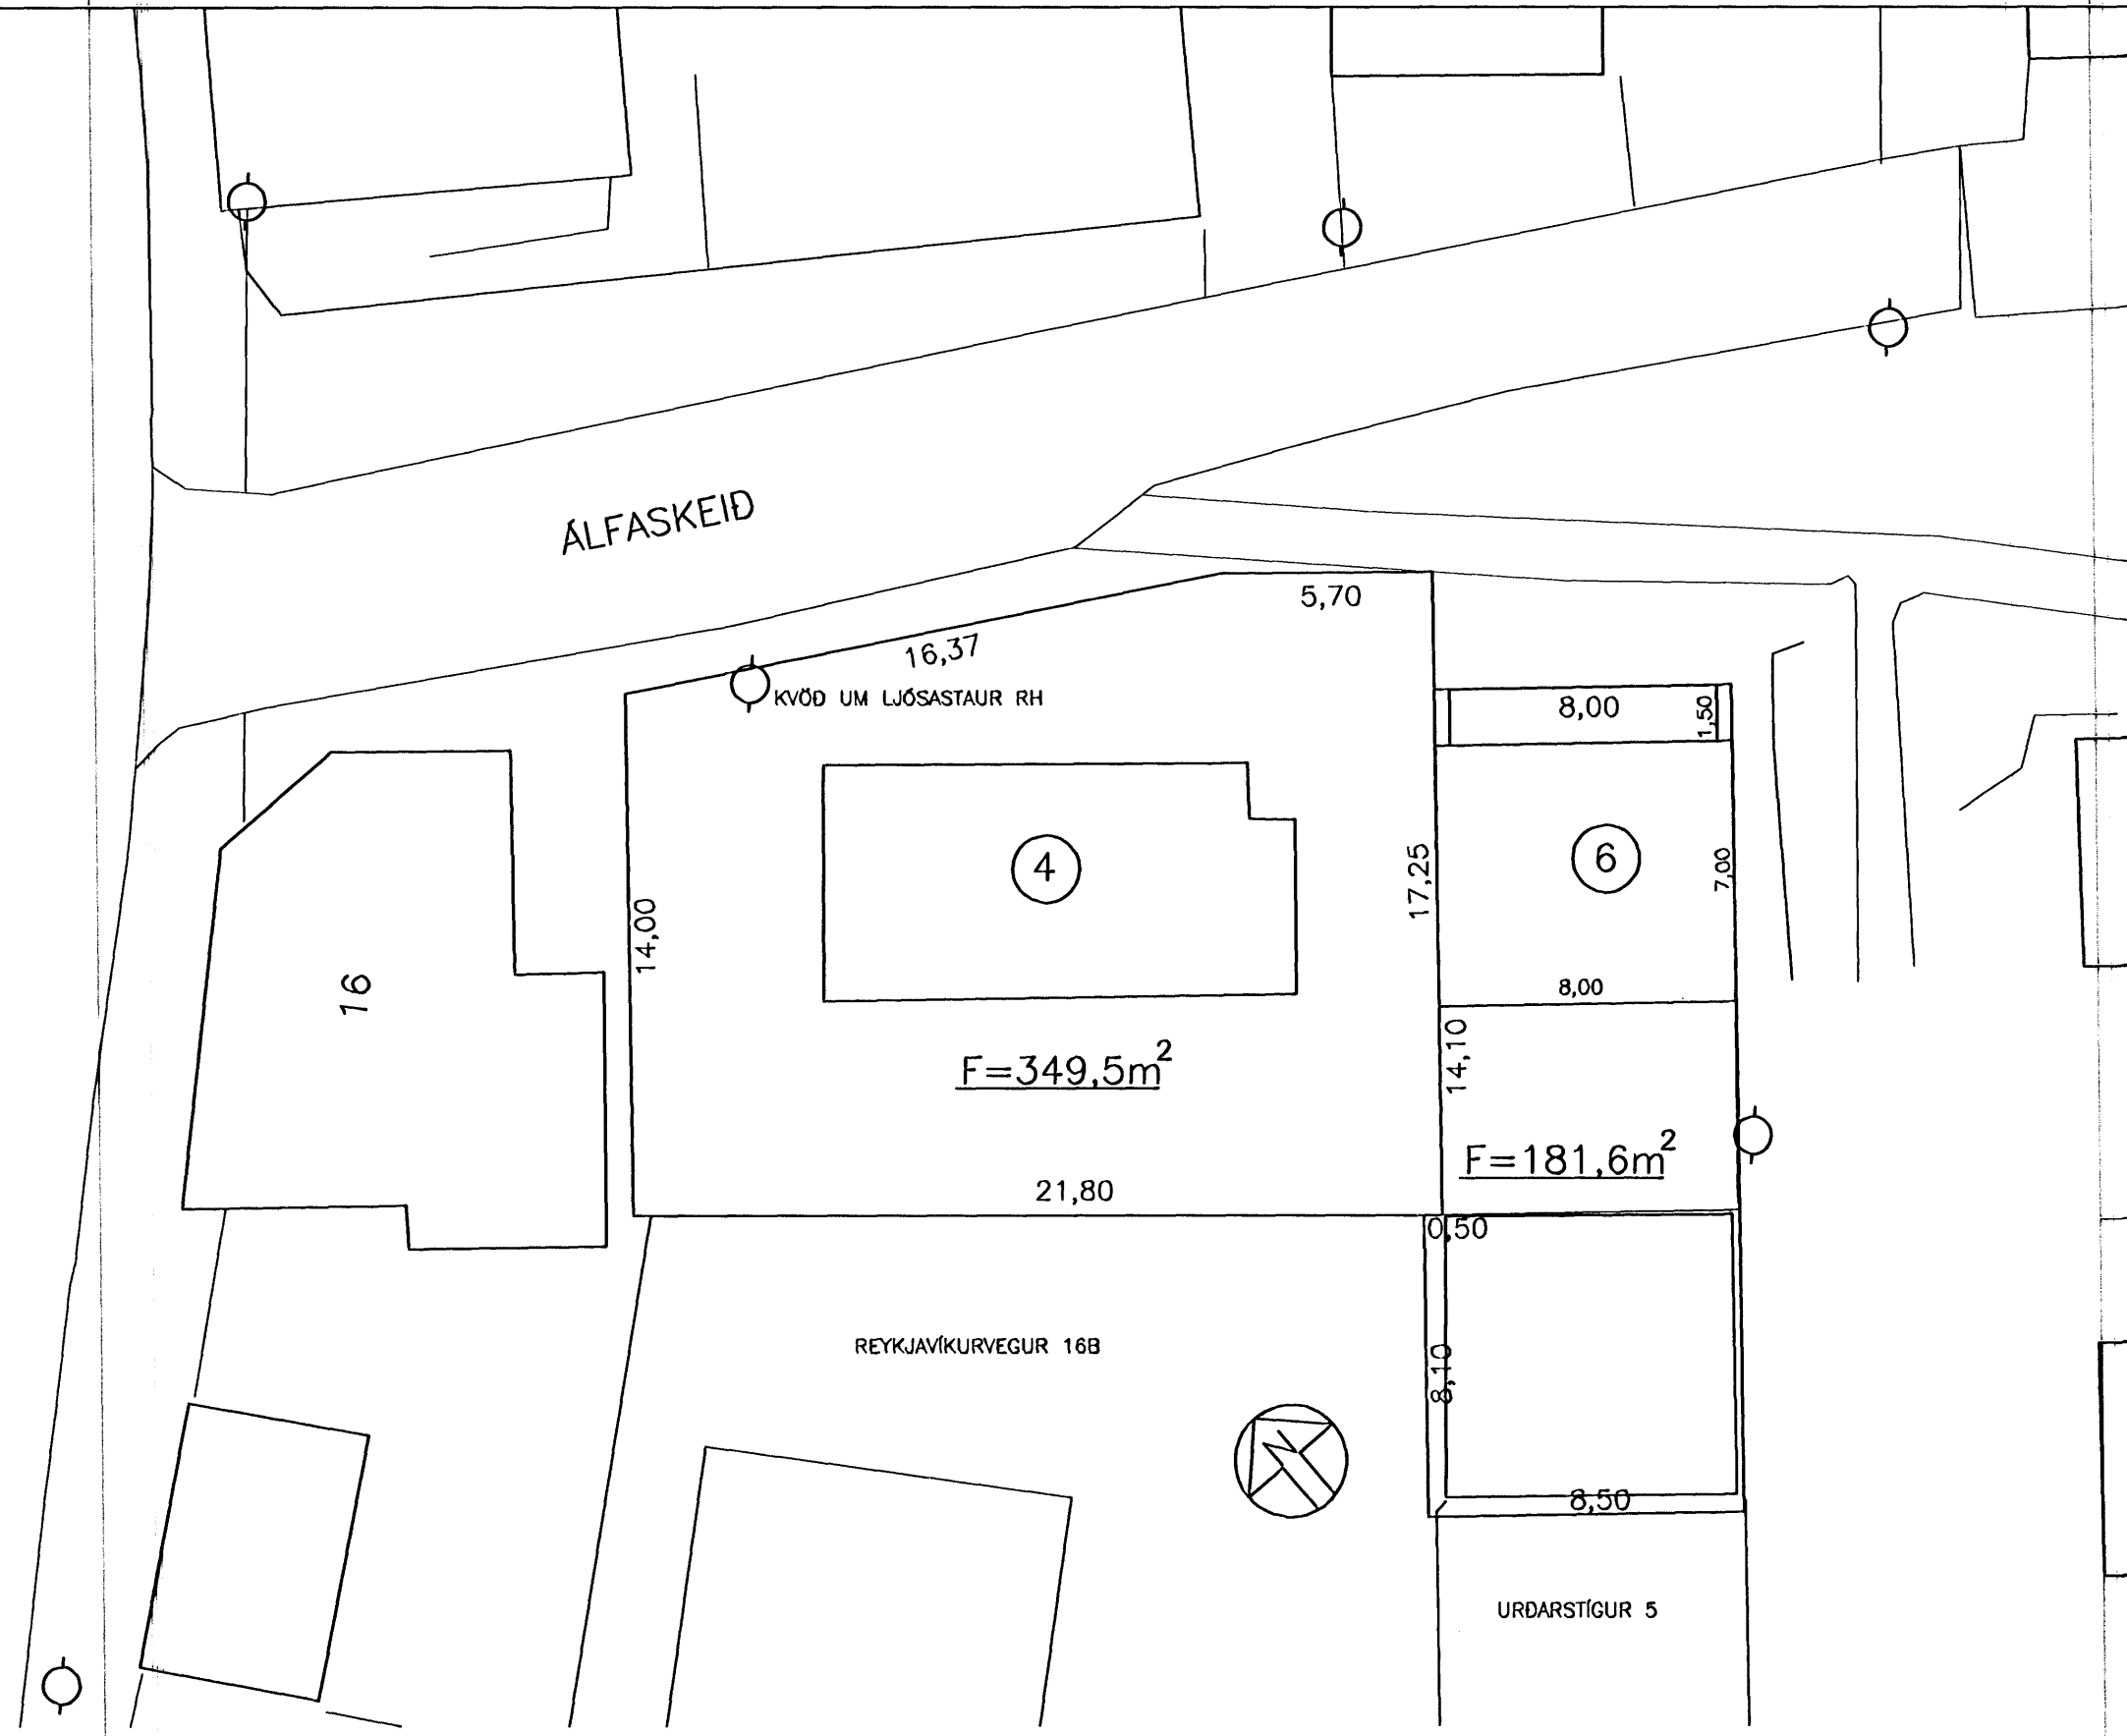 ÁLFASKEIÐ
5,70
16,37
KVÖÐ UM LJÓSASTAUR RH
8,00
1,50
4
6
17,25
7,00
14,00
16
8,00
14,10
F=349,5m²
F=181,6m²
21,80
0,50
REYKJAVÍKURVEGUR 16B
8,10
N
8,50
URÐARSTÍGUR 5